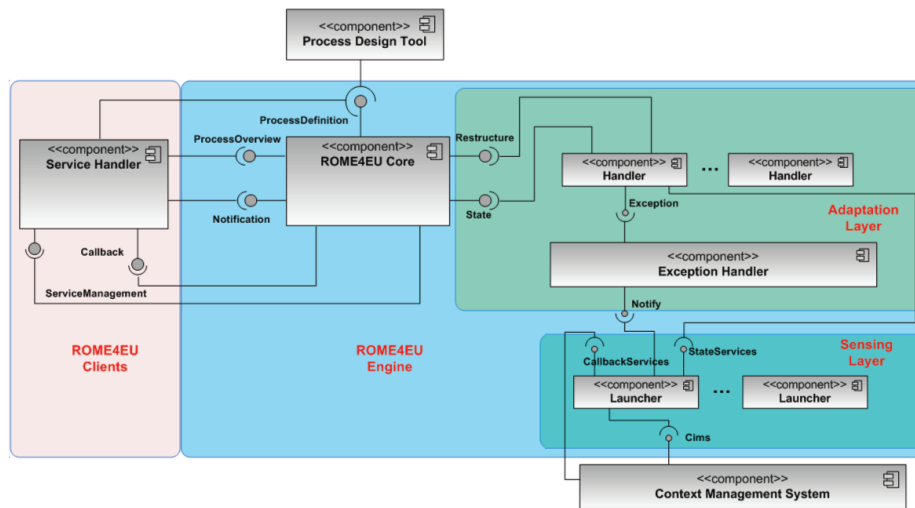 <<component>>
Process Design Tool
ProcessDefinition
<<component>>
Service Handler
ProcessOverview
Notification
<<component>>
ROME4EU Core
Restructure
State
<<component>>
Handler
...
<<component>>
Handler
Exception
Adaptation
Layer
<<component>>
Exception Handler
Callback
ServiceManagement
Notify
ROME4EU
Clients
ROME4EU
Engine
Sensing
Layer
CallbackServices
StateServices
<<component>>
Launcher
...
<<component>>
Launcher
Cims
<<component>>
Context Management System